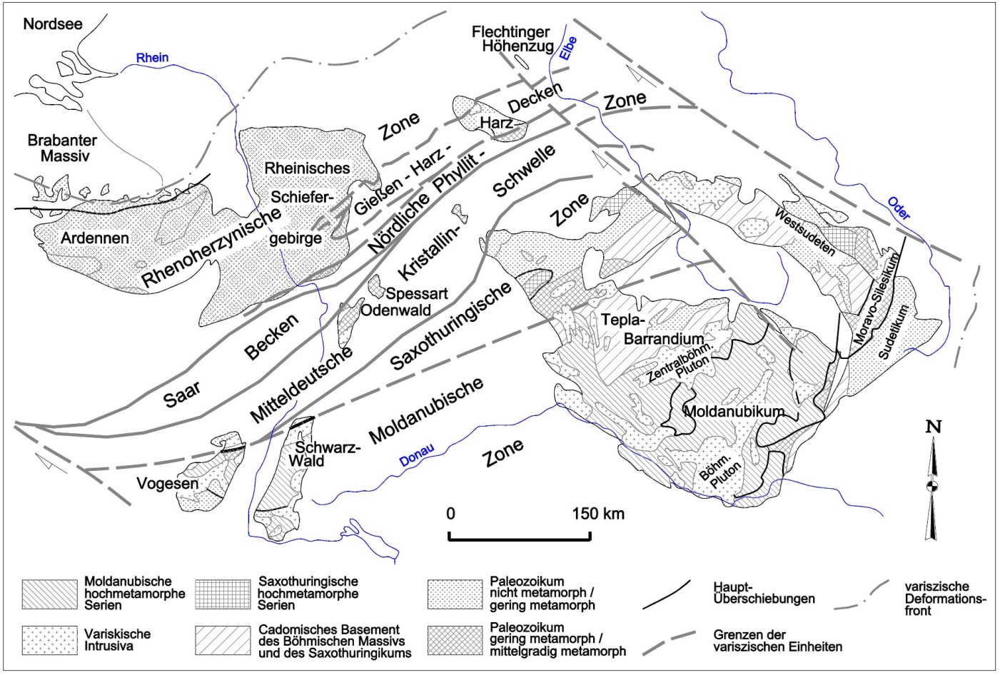 Nordsee
Rhein
Flechtinger
Höhenzug
Elbe
Brabanter
Massiv
Zone
Decken
Zone
Harz
Rheinisches
Schiefer-
gebirge
Gießen - Harz -
Nördliche Phyllit -
Schwelle
Zone
Oder
Ardennen
Rhenoherzynische
Kristallin-
Westsudeten
Spessart
Odenwald
Saxothuringische
Tepla-
Barrandium
Zentralböhm.
Pluton
Moravo-Silesikum
Sudetikum
Becken
Saar
Mitteldeutsche
Moldanubische
Zone
Moldanubikum
Böhm.
Pluton
Donau
Schwarz-
Wald
Vogesen
N
0 150 km
Moldanubische
hochmetamorphe
Serien
Saxothuringische
hochmetamorphe
Serien
Paleozoikum
nicht metamorph /
gering metamorph
Haupt-
Überschiebungen
variszische
Deformations-
front
Variskische
Intrusiva
Cadomisches Basement
des Böhmischen Massivs
und des Saxothuringikums
Paleozoikum
gering metamorph /
mittelgradig metamorph
Grenzen der
variszischen Einheiten